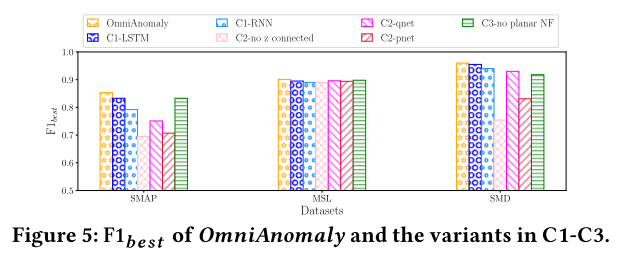 OmniAnomaly C1-RNN C2-qnet C3-no planar NF
C1-LSTM C2-no z connected C2-pnet
1.0
0.9
0.8
0.7
0.6
0.5
F1best
SMAP MSL SMD
Datasets
Figure 5: F1best of OmniAnomaly and the variants in C1-C3.